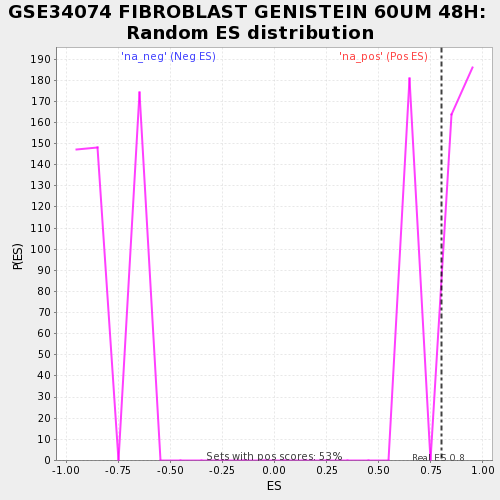 GSE34074 FIBROBLAST GENISTEIN 60UM 48H:
Random ES distribution
'na_neg' (Neg ES)
'na_pos' (Pos ES)
190
180
170
160
150
140
130
120
110
100
90
80
70
60
50
40
30
20
10
0
P(ES)
Sets with pos scores: 53%
Real ES 0.8
-1.00 -0.75 -0.50 -0.25 0.00 0.25 0.50 0.75 1.00
ES